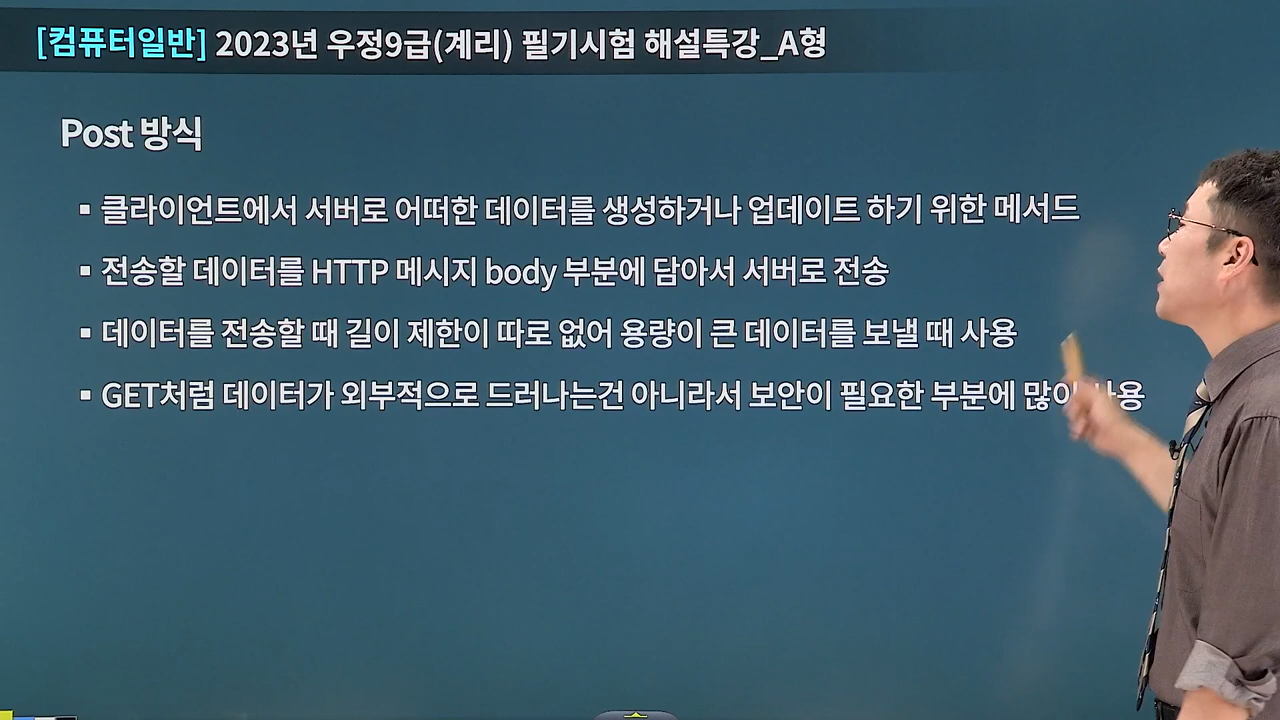 [컴퓨터일반] 2023년 우정9급(계리) 필기시험 해설특강_A형
Post 방식
▪ 클라이언트에서 서버로 어떠한 데이터를 생성하거나 업데이트 하기 위한 메서드
▪ 전송할 데이터를 HTTP 메시지 body 부분에 담아서 서버로 전송
▪ 데이터를 전송할 때 길이 제한이 따로 없어 용량이 큰 데이터를 보낼 때 사용
▪ GET처럼 데이터가 외부적으로 드러나는건 아니라서 보안이 필요한 부분에 많이 사용